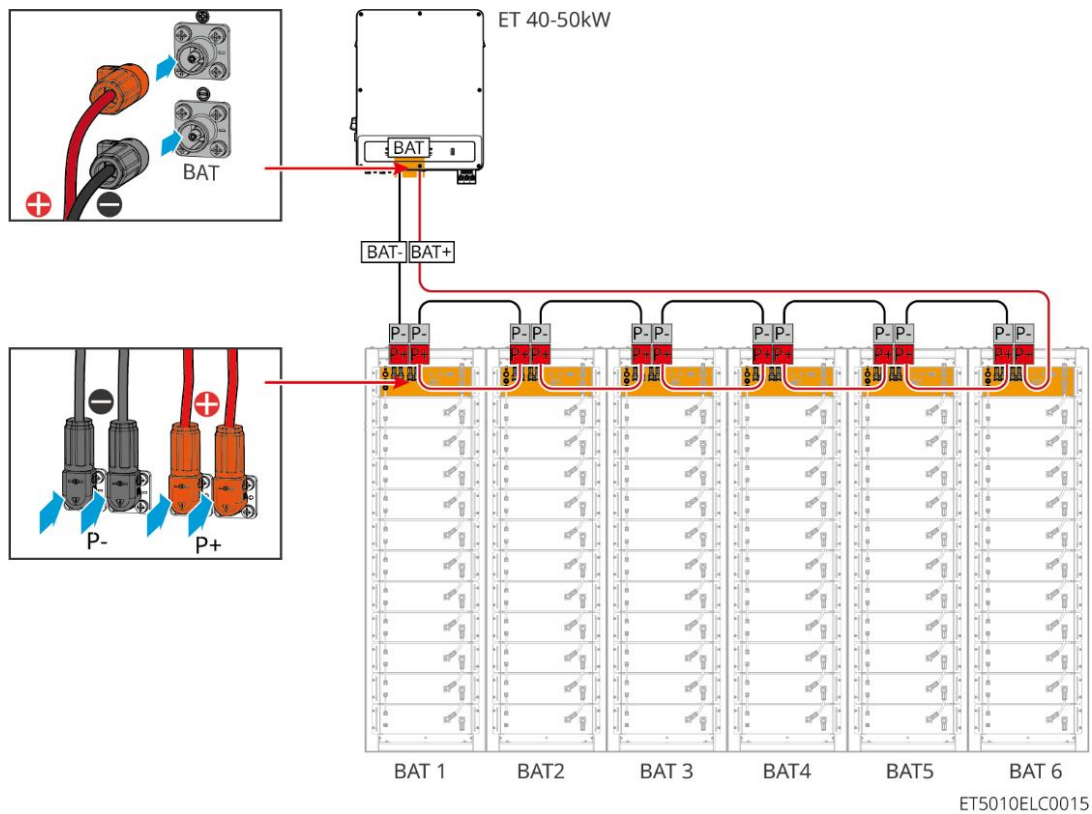 ET 40-50kW
BAT
BAT
BAT- BAT+
P- P- P- P- P- P- P- P- P- P- P- P-
P+ P+ P+ P+ P+ P+ P+ P+ P+ P+ P+ P+
P- P+
BAT 1 BAT2 BAT 3 BAT4 BAT5 BAT 6
ET5010ELC0015